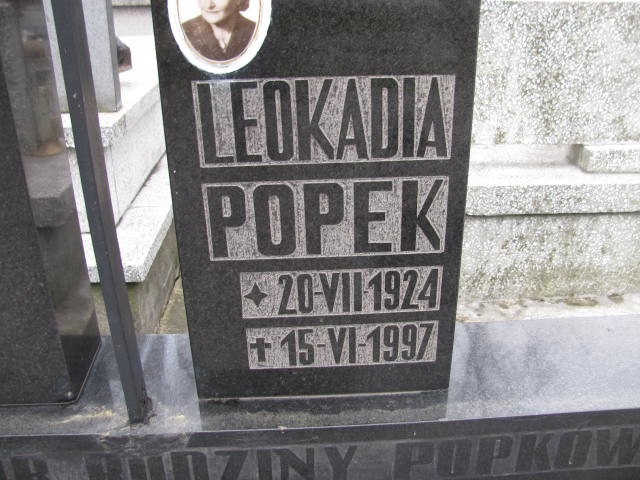 LEOKADIA
POPEK
20-VII-1924
15-VI-1997
RODZINY POPKÓW